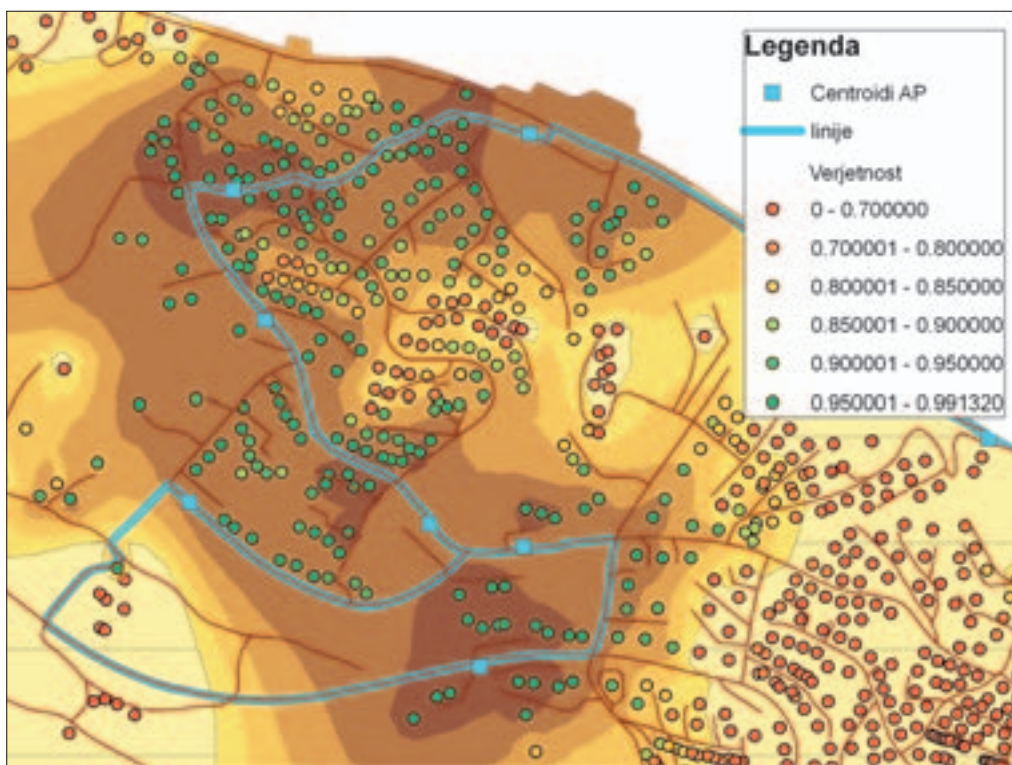 Legenda
Centroidi AP
linije
Verjetnost
0 - 0.700000
0.700001 - 0.800000
0.800001 - 0.850000
0.850001 - 0.900000
0.900001 - 0.950000
0.950001 - 0.991320